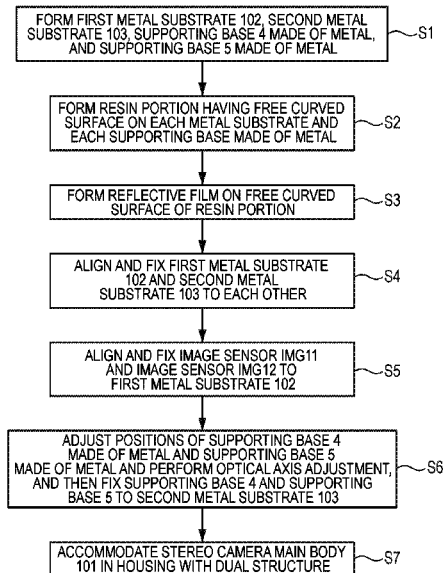 FORM FIRST METAL SUBSTRATE 102, SECOND METAL
SUBSTRATE 103, SUPPORTING BASE 4 MADE OF METAL,
AND SUPPORTING BASE 5 MADE OF METAL
S1
FORM RESIN PORTION HAVING FREE CURVED
SURFACE ON EACH METAL SUBSTRATE AND
EACH SUPPORTING BASE MADE OF METAL
S2
FORM REFLECTIVE FILM ON FREE CURVED
SURFACE OF RESIN PORTION
S3
ALIGN AND FIX FIRST METAL SUBSTRATE
102 AND SECOND METAL
SUBSTRATE 103 TO EACH OTHER
S4
ALIGN AND FIX IMAGE SENSOR IMG11
AND IMAGE SENSOR IMG12 TO
FIRST METAL SUBSTRATE 102
S5
ADJUST POSITIONS OF SUPPORTING BASE 4
MADE OF METAL AND SUPPORTING BASE 5
MADE OF METAL AND PERFORM OPTICAL AXIS ADJUSTMENT,
AND THEN FIX SUPPORTING BASE 4 AND SUPPORTING
BASE 5 TO SECOND METAL SUBSTRATE 103
S6
ACCOMMODATE STEREO CAMERA MAIN BODY
101 IN HOUSING WITH DUAL STRUCTURE
S7